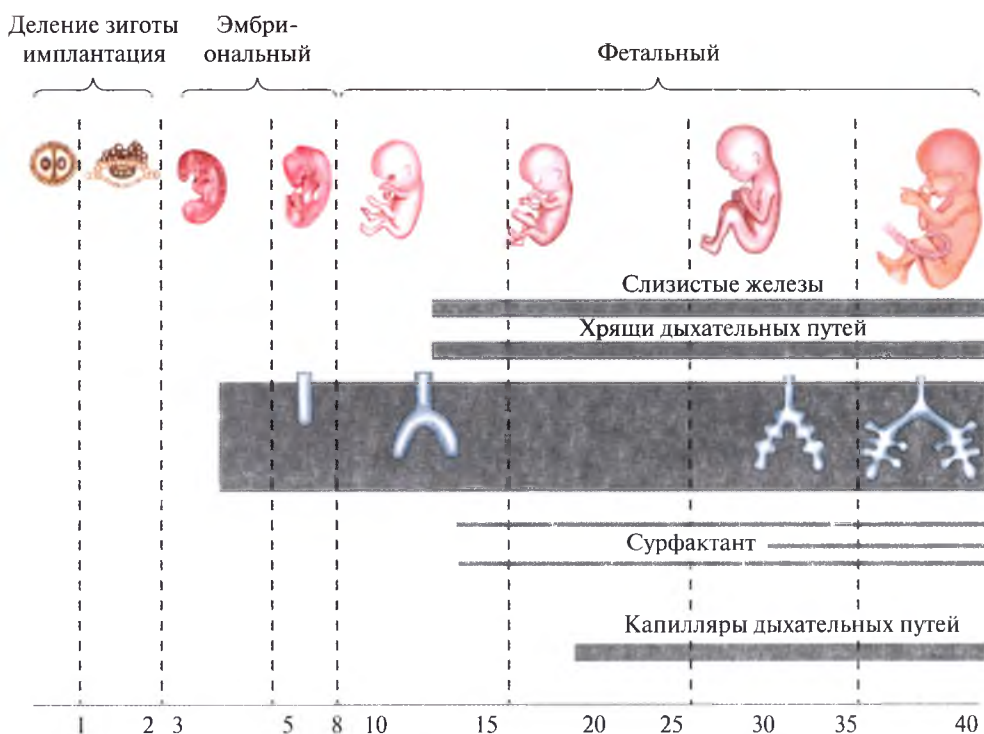 Деление зиготы
имплантация
Эмбри-
ональный
Фетальный
Слизистые железы
Хрящи дыхательных путей
Сурфактант
Капилляры дыхательных путей
1 2 3 5 8 10 15 20 25 30 35 40